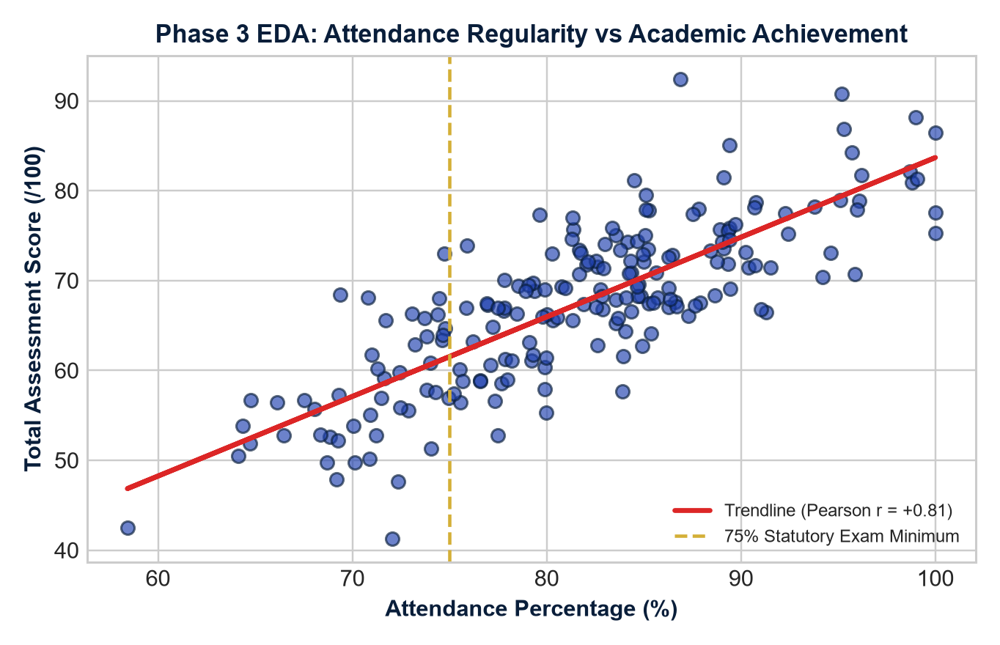 Phase 3 EDA: Attendance Regularity vs Academic Achievement
Total Assessment Score (/100)
90
80
70
60
50
40
60
70
80
90
100
Attendance Percentage (%)
Trendline (Pearson r = +0.81)
75% Statutory Exam Minimum